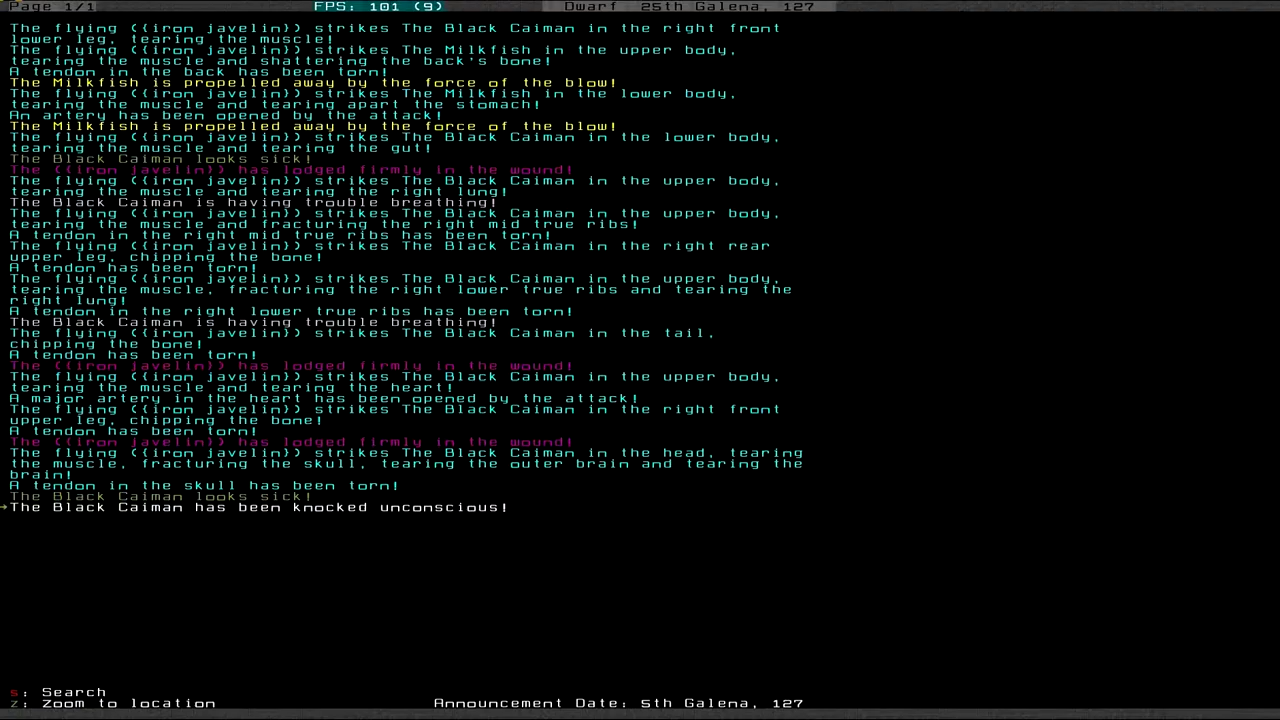 Page 1/1 FPS: 101 (9) Dwarf 25th Galena, 127
The flying ({iron javelin}) strikes The Black Caiman in the right front
lower leg, tearing the muscle!
The flying ({iron javelin}) strikes The Milkfish in the upper body,
tearing the muscle and shattering the back's bone!
A tendon in the back has been torn!
The Milkfish is propelled away by the force of the blow!
The flying ({iron javelin}) strikes The Milkfish in the lower body,
tearing the muscle and tearing apart the stomach!
An artery has been opened by the attack!
The Milkfish is propelled away by the force of the blow!
The flying ({iron javelin}) strikes The Black Caiman in the lower body,
tearing the muscle and tearing the gut!
The Black Caiman looks sick!
The ({iron javelin}) has lodged firmly in the wound!
The flying ({iron javelin}) strikes The Black Caiman in the upper body,
tearing the muscle and tearing the right lung!
The Black Caiman is having trouble breathing!
The flying ({iron javelin}) strikes The Black Caiman in the upper body,
tearing the muscle and fracturing the right mid true ribs!
A tendon in the right mid true ribs has been torn!
The flying ({iron javelin}) strikes The Black Caiman in the right rear
upper leg, chipping the bone!
A tendon has been torn!
The flying ({iron javelin}) strikes The Black Caiman in the upper body,
tearing the muscle, fracturing the right lower true ribs and tearing the
right lung!
A tendon in the right lower true ribs has been torn!
The Black Caiman is having trouble breathing!
The flying ({iron javelin}) strikes The Black Caiman in the tail,
chipping the bone!
A tendon has been torn!
The ({iron javelin}) has lodged firmly in the wound!
The flying ({iron javelin}) strikes The Black Caiman in the upper body,
tearing the muscle and tearing the heart!
A major artery in the heart has been opened by the attack!
The flying ({iron javelin}) strikes The Black Caiman in the right front
upper leg, chipping the bone!
A tendon has been torn!
The ({iron javelin}) has lodged firmly in the wound!
The flying ({iron javelin}) strikes The Black Caiman in the head, tearing
the muscle, fracturing the skull, tearing the outer brain and tearing the
brain!
A tendon in the skull has been torn!
The Black Caiman looks sick!
→The Black Caiman has been knocked unconscious!
s: Search
z: Zoom to location Announcement Date: 5th Galena, 127